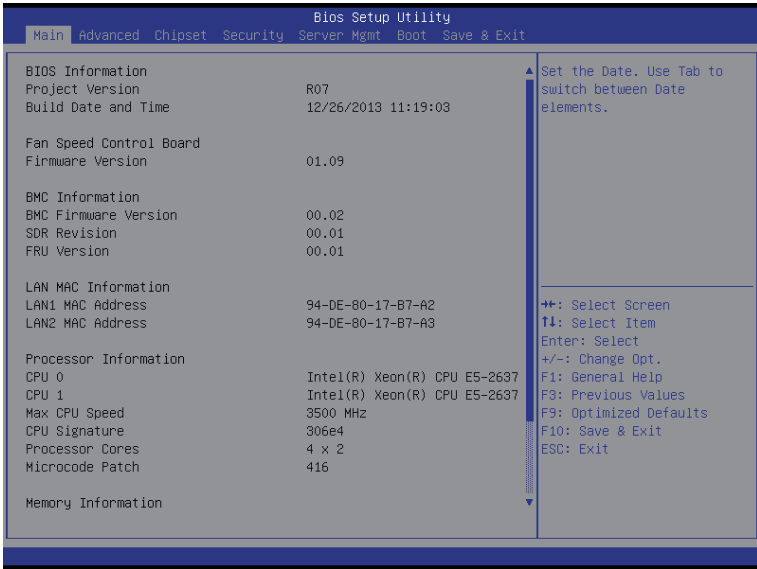 Bios Setup Utility
Main Advanced Chipset Security Server Mgmt Boot Save & Exit
BIOS Information
Project Version R07
Build Date and Time 12/26/2013 11:19:03
Fan Speed Control Board
Firmware Version 01.09
BMC Information
BMC Firmware Version 00.02
SDR Revision 00.01
FRU Version 00.01
LAN MAC Information
LAN1 MAC Address 94-DE-80-17-B7-A2
LAN2 MAC Address 94-DE-80-17-B7-A3
Processor Information
CPU 0 Intel(R) Xeon(R) CPU E5-2637
CPU 1 Intel(R) Xeon(R) CPU E5-2637
Max CPU Speed 3500 MHz
CPU Signature 306e4
Processor Cores 4 x 2
Microcode Patch 416
Memory Information
Set the Date. Use Tab to
switch between Date
elements.
→←: Select Screen
↑↓: Select Item
Enter: Select
+/-: Change Opt.
F1: General Help
F3: Previous Values
F9: Optimized Defaults
F10: Save & Exit
ESC: Exit